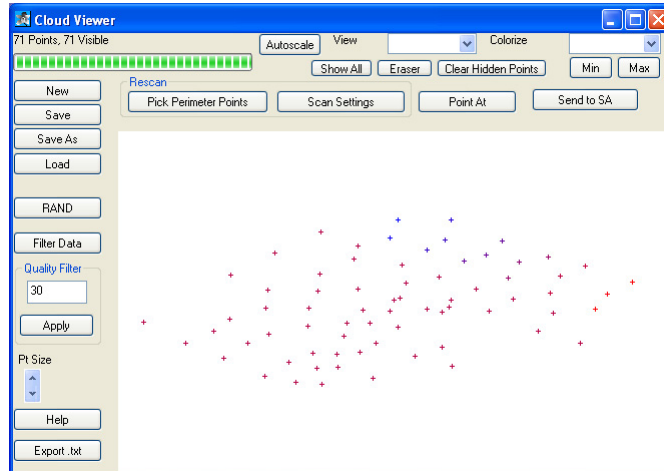 Cloud Viewer
71 Points, 71 Visible
Autoscale View Colorize
Show All Eraser Clear Hidden Points Min Max
Rescan
New Pick Perimeter Points Scan Settings Point At Send to SA
Save
Save As
Load
RAND
Filter Data
Quality Filter
30
Apply
Pt Size
Help
Export .txt